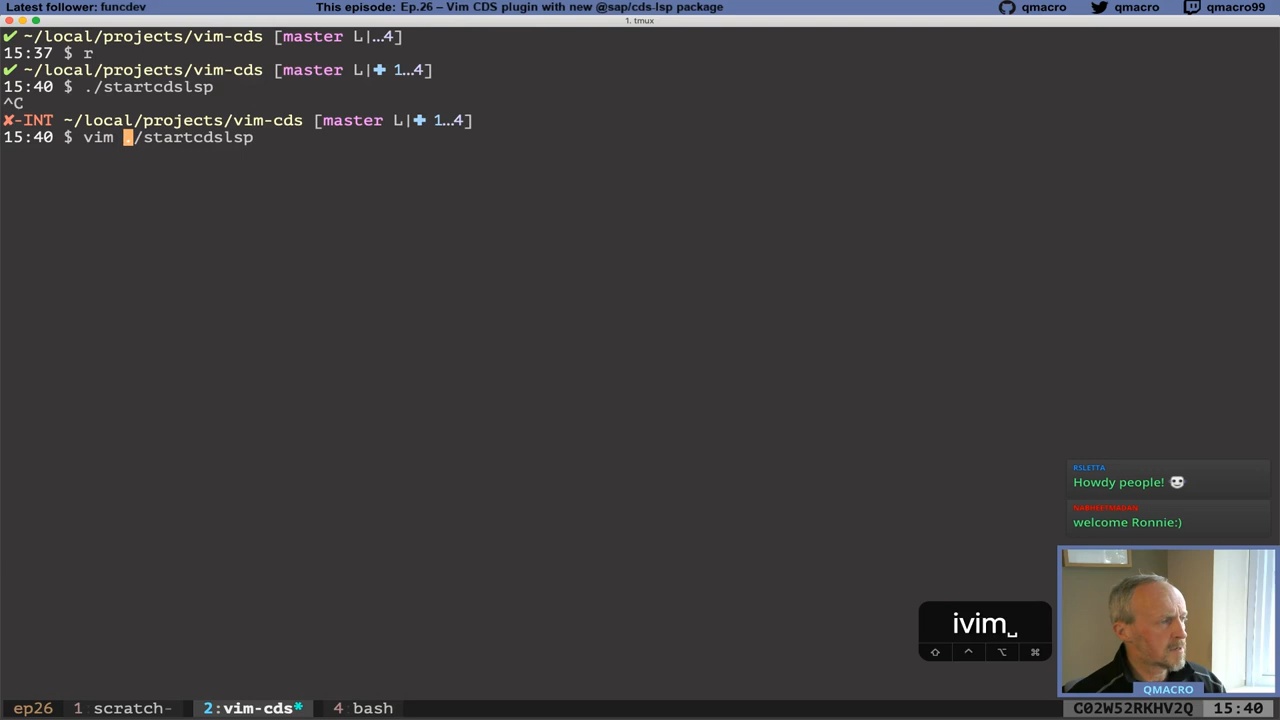 Latest follower: funcdev
This episode: Ep.26 – Vim CDS plugin with new @sap/cds-lsp package
qmacro
qmacro
qmacro99
1. tmux
✔ ~/local/projects/vim-cds [master L|…4]
15:37 $ r
✔ ~/local/projects/vim-cds [master L|✚ 1…4]
15:40 $ ./startcdslsp
^C
✘-INT ~/local/projects/vim-cds [master L|✚ 1…4]
15:40 $ vim ./startcdslsp
RSLETTA
Howdy people!
NABHEETMADAN
welcome Ronnie:)
ivim␣
QMACRO
ep26 1:scratch- 2:vim-cds* 4:bash
C02W52RKHV2Q 15:40